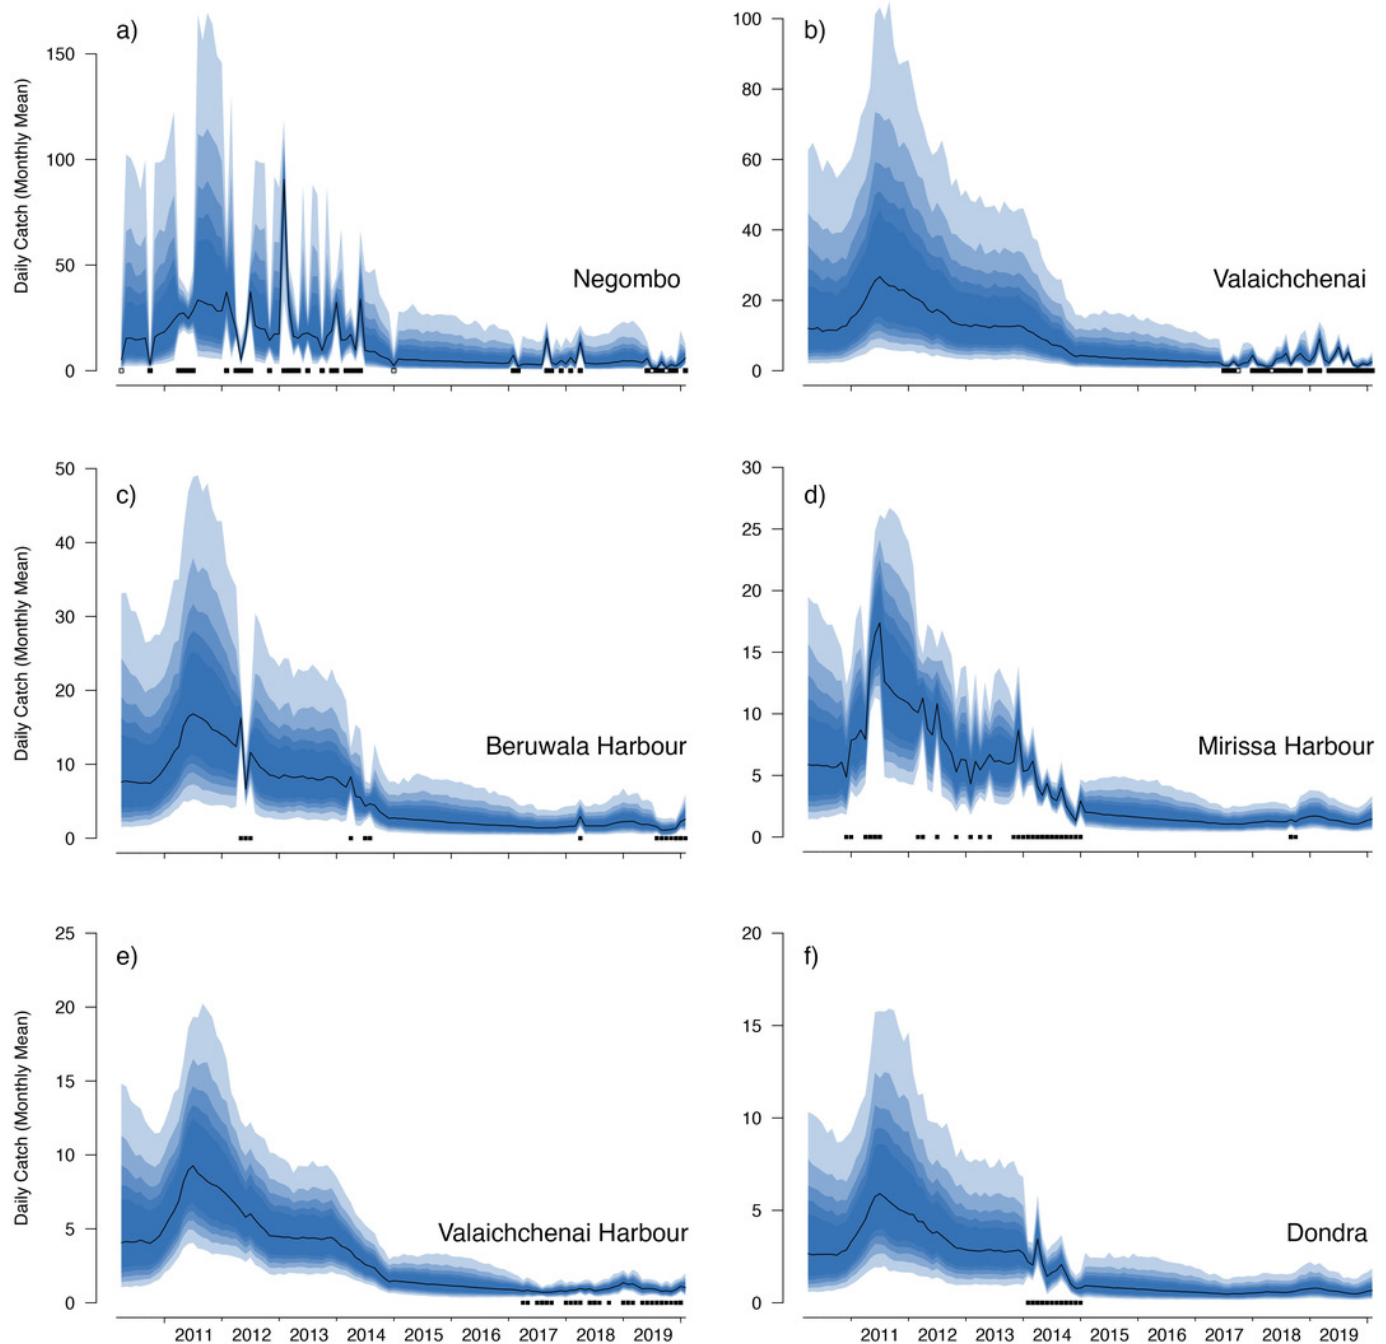 a)
b)
Daily Catch (Monthly Mean)
150
100
50
0
Negombo
100
80
60
40
20
0
Valaichchenai
c)
d)
Daily Catch (Monthly Mean)
50
40
30
20
10
0
Beruwala Harbour
30
25
20
15
10
5
0
Mirissa Harbour
e)
f)
Daily Catch (Monthly Mean)
25
20
15
10
5
0
Valaichchenai Harbour
20
15
10
5
0
Dondra
2011 2012 2013 2014 2015 2016 2017 2018 2019
2011 2012 2013 2014 2015 2016 2017 2018 2019